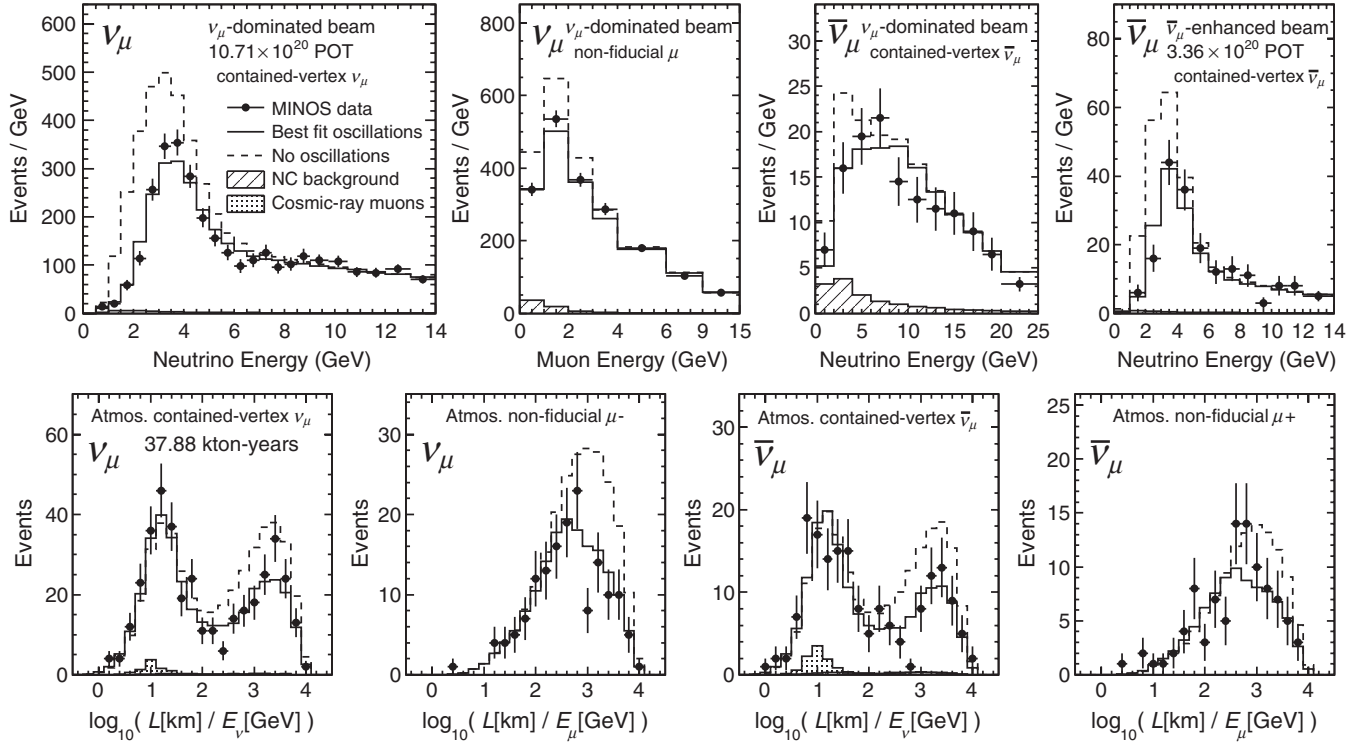 ν_μ
ν_μ-dominated beam
10.71×10^20 POT
contained-vertex ν_μ
MINOS data
Best fit oscillations
No oscillations
NC background
Cosmic-ray muons
Events / GeV
600
500
400
300
200
100
0
0 2 4 6 8 10 12 14
Neutrino Energy (GeV)
ν_μ
ν_μ-dominated beam
non-fiducial μ
Events / GeV
800
600
400
200
0
0 2 4 6 9 15
Muon Energy (GeV)
ν̅_μ
ν_μ-dominated beam
contained-vertex ν̅_μ
Events / GeV
30
25
20
15
10
5
0
0 5 10 15 20 25
Neutrino Energy (GeV)
ν̅_μ
ν̅_μ-enhanced beam
3.36×10^20 POT
contained-vertex ν̅_μ
Events / GeV
80
60
40
20
0
0 2 4 6 8 10 13 14
Neutrino Energy (GeV)
Atmos. contained-vertex ν_μ
ν_μ
37.88 kton-years
Events
60
40
20
0
0 1 2 3 4
log₁₀( L[km] / E_ν[GeV] )
Atmos. non-fiducial μ-
ν_μ
Events
30
20
10
0
0 1 2 3 4
log₁₀( L[km] / E_μ[GeV] )
Atmos. contained-vertex ν̅_μ
ν̅_μ
Events
30
20
10
0
0 1 2 3 4
log₁₀( L[km] / E_ν[GeV] )
Atmos. non-fiducial μ+
ν̅_μ
Events
25
20
15
10
5
0
0 1 2 3 4
log₁₀( L[km] / E_μ[GeV] )